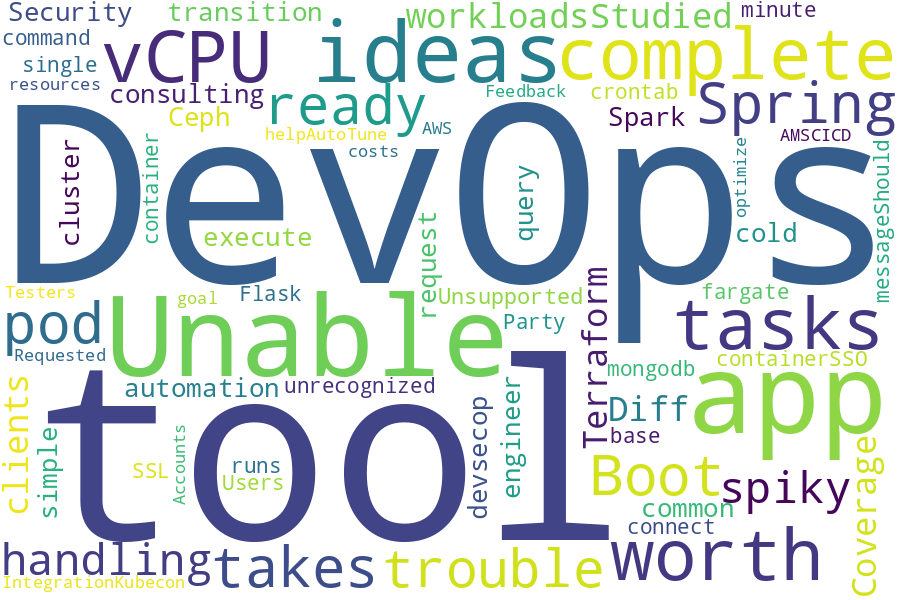 Security
transition
workloadsStudied
minute
command
vCPU
ideas
complete
single
resources
consulting
ready
Feedback
crontab
Spring
Ceph
helpAutoTune
AWS
Spark
AMSCICD
costs
DevOps
cluster
container
query
optimize
messageShould
execute
request
cold
Testers
goal
Flask
Unsupported
fargate
pod
Unable
Party
Terraform
tasks
Requested
mongodb
containerSSO
automation
unrecognized
app
clients
simple
tool
Accounts
SSL
runs
Users
devsecop
engineer
Diff
base
Boot
spiky
Coverage
common
connect
handling
takes
trouble
worth
IntegrationKubecon